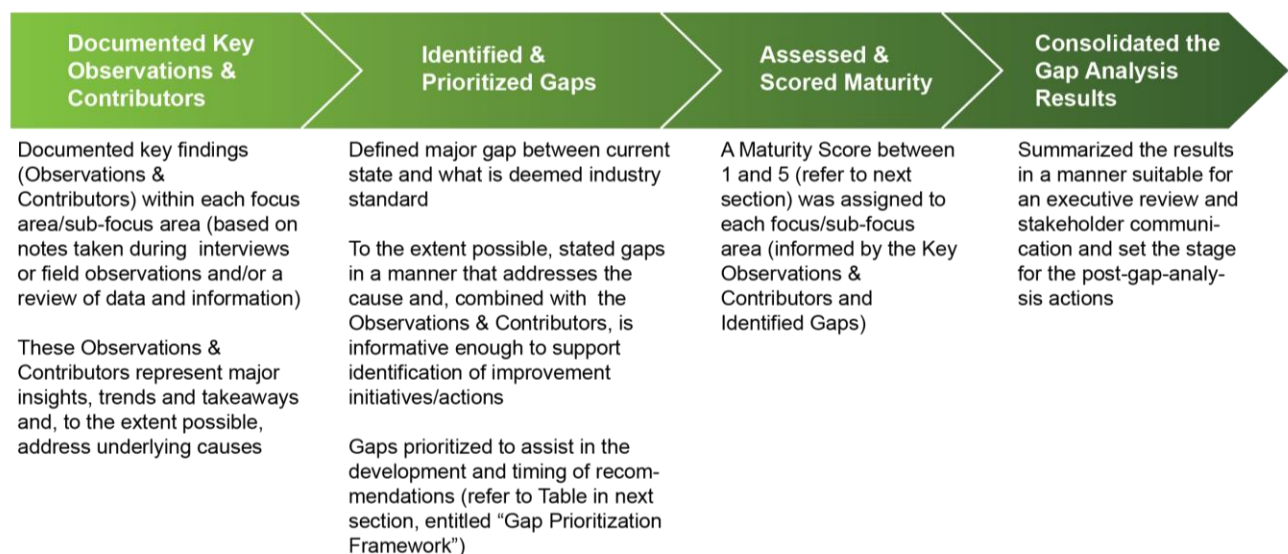 Documented Key
Observations &
Contributors
Identified &
Prioritized Gaps
Assessed &
Scored Maturity
Consolidated the
Gap Analysis
Results
Documented key findings
(Observations &
Contributors) within each focus
area/sub-focus area (based on
notes taken during interviews
or field observations and/or a
review of data and information)
These Observations &
Contributors represent major
insights, trends and takeaways
and, to the extent possible,
address underlying causes
Defined major gap between current
state and what is deemed industry
standard
To the extent possible, stated gaps
in a manner that addresses the
cause and, combined with the
Observations & Contributors, is
informative enough to support
identification of improvement
initiatives/actions
Gaps prioritized to assist in the
development and timing of recom-
mendations (refer to Table in next
section, entitled “Gap Prioritization
Framework”)
A Maturity Score between
1 and 5 (refer to next
section) was assigned to
each focus/sub-focus
area (informed by the Key
Observations &
Contributors and
Identified Gaps)
Summarized the results
in a manner suitable for
an executive review and
stakeholder communi-
cation and set the stage
for the post-gap-analy-
sis actions